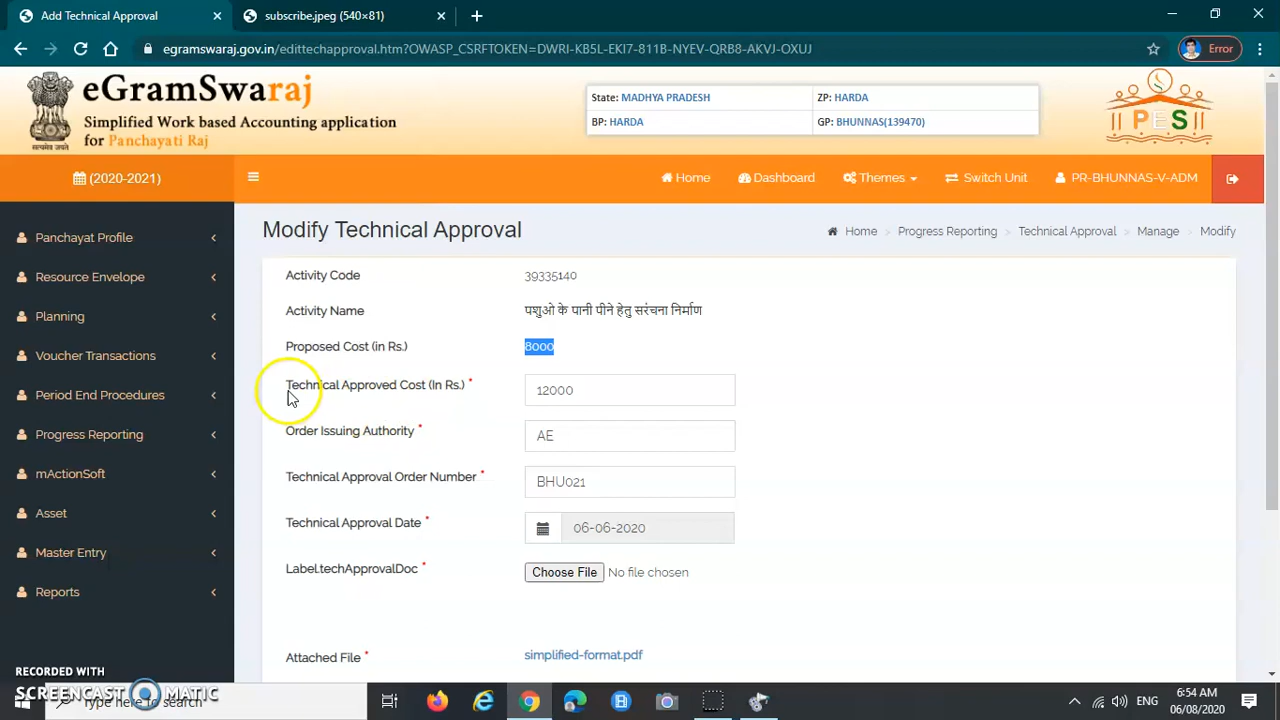 Add Technical Approval
subscribe.jpeg (540×81)
egramswaraj.gov.in/edittechapproval.htm?OWASP_CSRFTOKEN=DWRI-KB5L-EKI7-811B-NYEV-QRB8-AKVJ-OXUJ
Error
eGramSwaraj
Simplified Work based Accounting application
for Panchayati Raj
State: MADHYA PRADESH
ZP: HARDA
BP: HARDA
GP: BHUNNAS(139470)
PES
(2020-2021)
Home
Dashboard
Themes
Switch Unit
PR-BHUNNAS-V-ADM
Panchayat Profile
Resource Envelope
Planning
Voucher Transactions
Period End Procedures
Progress Reporting
mActionSoft
Asset
Master Entry
Reports
Modify Technical Approval
Home > Progress Reporting > Technical Approval > Manage > Modify
Activity Code 39335140
Activity Name पशुओ के पानी पीने हेतु सरंचना निर्माण
Proposed Cost (in Rs.) 8000
Technical Approved Cost (In Rs.) * 12000
Order Issuing Authority * AE
Technical Approval Order Number * BHU021
Technical Approval Date * 06-06-2020
Label.techApprovalDoc * Choose File No file chosen
Attached File * simplified-format.pdf
RECORDED WITH
SCREENCAST MATIC
Type here to search
ENG
6:54 AM
06/08/2020